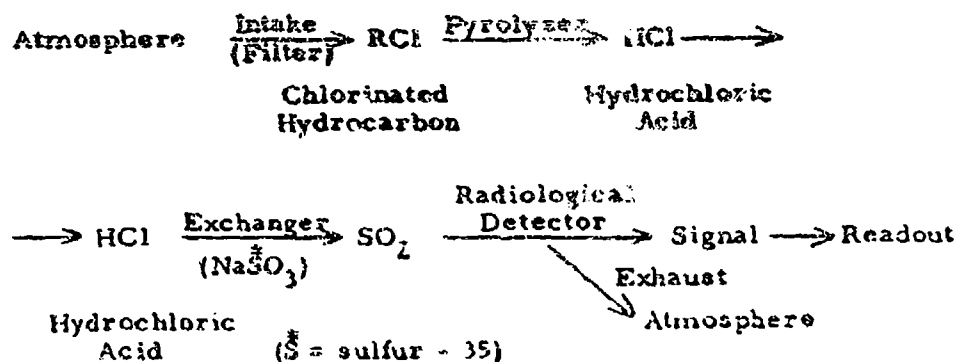 Atmosphere Intake RCl Pyrolyzer HCl
(Filter)
Chlorinated Hydrochloric
Hydrocarbon Acid
Radiological
Detector
HCl Exchanger SO2 Signal Readout
(NaS*O3) Exhaust
Hydrochloric Atmosphere
Acid (S* = sulfur - 35)